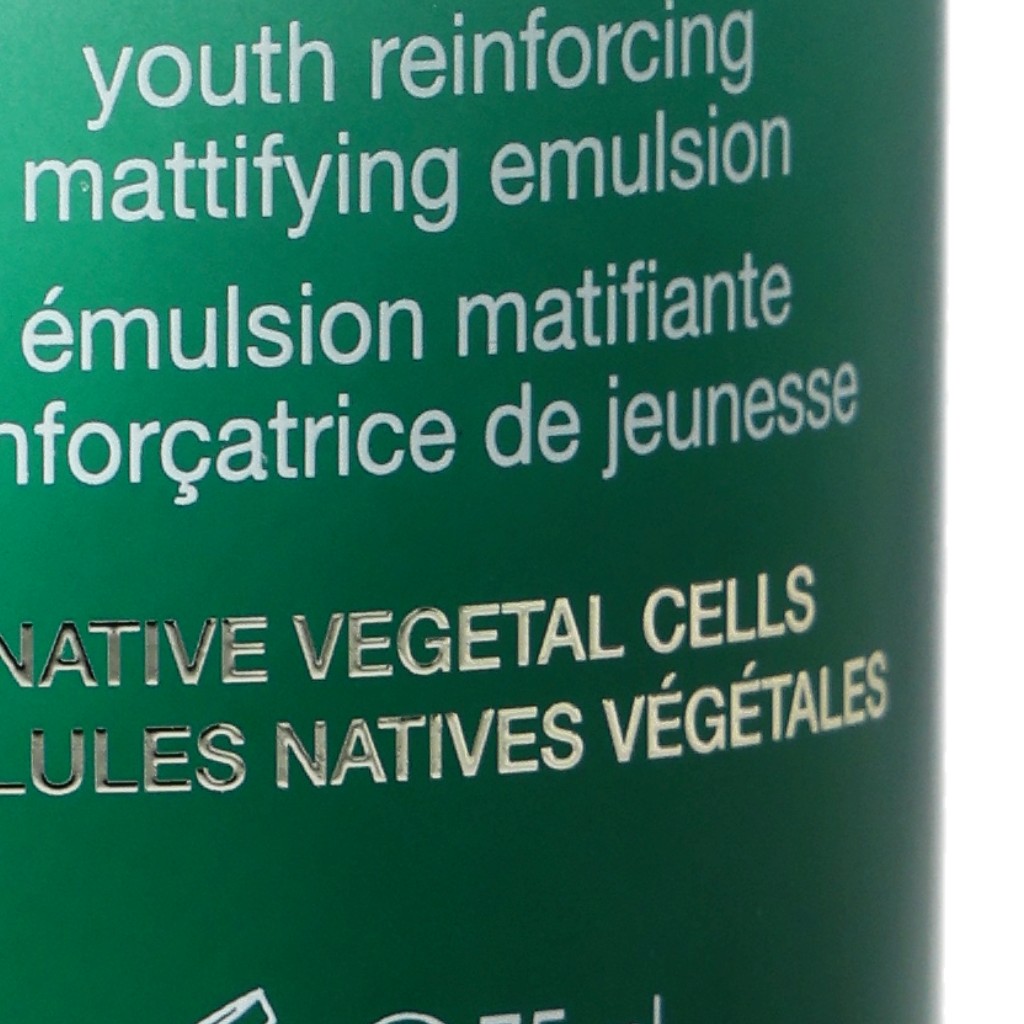 youth reinforcing
mattifying emulsion
émulsion matifiante
nforçatrice de jeunesse
NATIVE VEGETAL CELLS
LULES NATIVES VÉGÉTALES